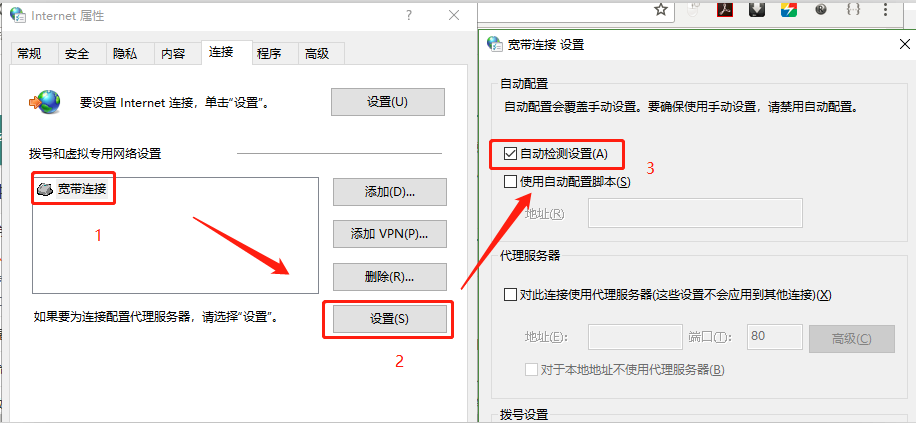 Internet 属性
?
常规
安全
隐私
内容
连接
程序
高级
要设置 Internet 连接，单击“设置”。
设置(U)
拨号和虚拟专用网络设置
宽带连接
1
添加(D)...
添加 VPN(P)...
删除(R)...
如果要为连接配置代理服务器，请选择“设置”。
设置(S)
2
宽带连接 设置
自动配置
自动配置会覆盖手动设置。要确保使用手动设置，请禁用自动配置。
自动检测设置(A)
3
使用自动配置脚本(S)
地址(R)
代理服务器
对此连接使用代理服务器(这些设置不会应用到其他连接)(X)
地址(E):
端口(T):
80
高级(C)
对于本地地址不使用代理服务器(B)
拨号设置